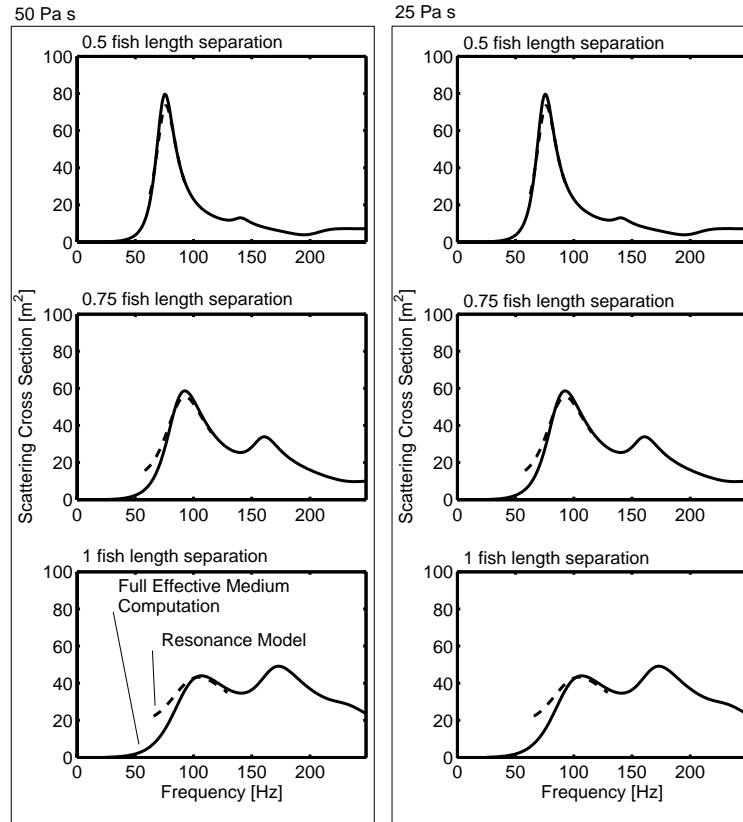 50 Pa s
0.5 fish length separation
100
80
60
40
20
0
0 50 100 150 200
0.75 fish length separation
100
80
60
40
20
0
0 50 100 150 200
Scattering Cross Section [m²]
1 fish length separation
100
80
60
40
20
0
Full Effective Medium
Computation
Resonance Model
0 50 100 150 200
Frequency [Hz]
25 Pa s
0.5 fish length separation
100
80
60
40
20
0
0 50 100 150 200
0.75 fish length separation
100
80
60
40
20
0
0 50 100 150 200
Scattering Cross Section [m²]
1 fish length separation
100
80
60
40
20
0
0 50 100 150 200
Frequency [Hz]